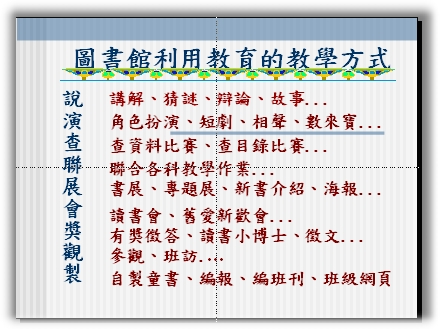 圖書館利用教育的教學方式
說 講解、猜謎、辯論、故事...
演 角色扮演、短劇、相聲、數來寶...
查 查資料比賽、查目錄比賽...
聯 聯合各科教學作業...
展 書展、專題展、新書介紹、海報...
會 讀書會、舊愛新歡會...
獎 有獎徵答、讀書小博士、徵文...
觀 參觀、班訪....
製 自製童書、編報、編班刊、班級網頁